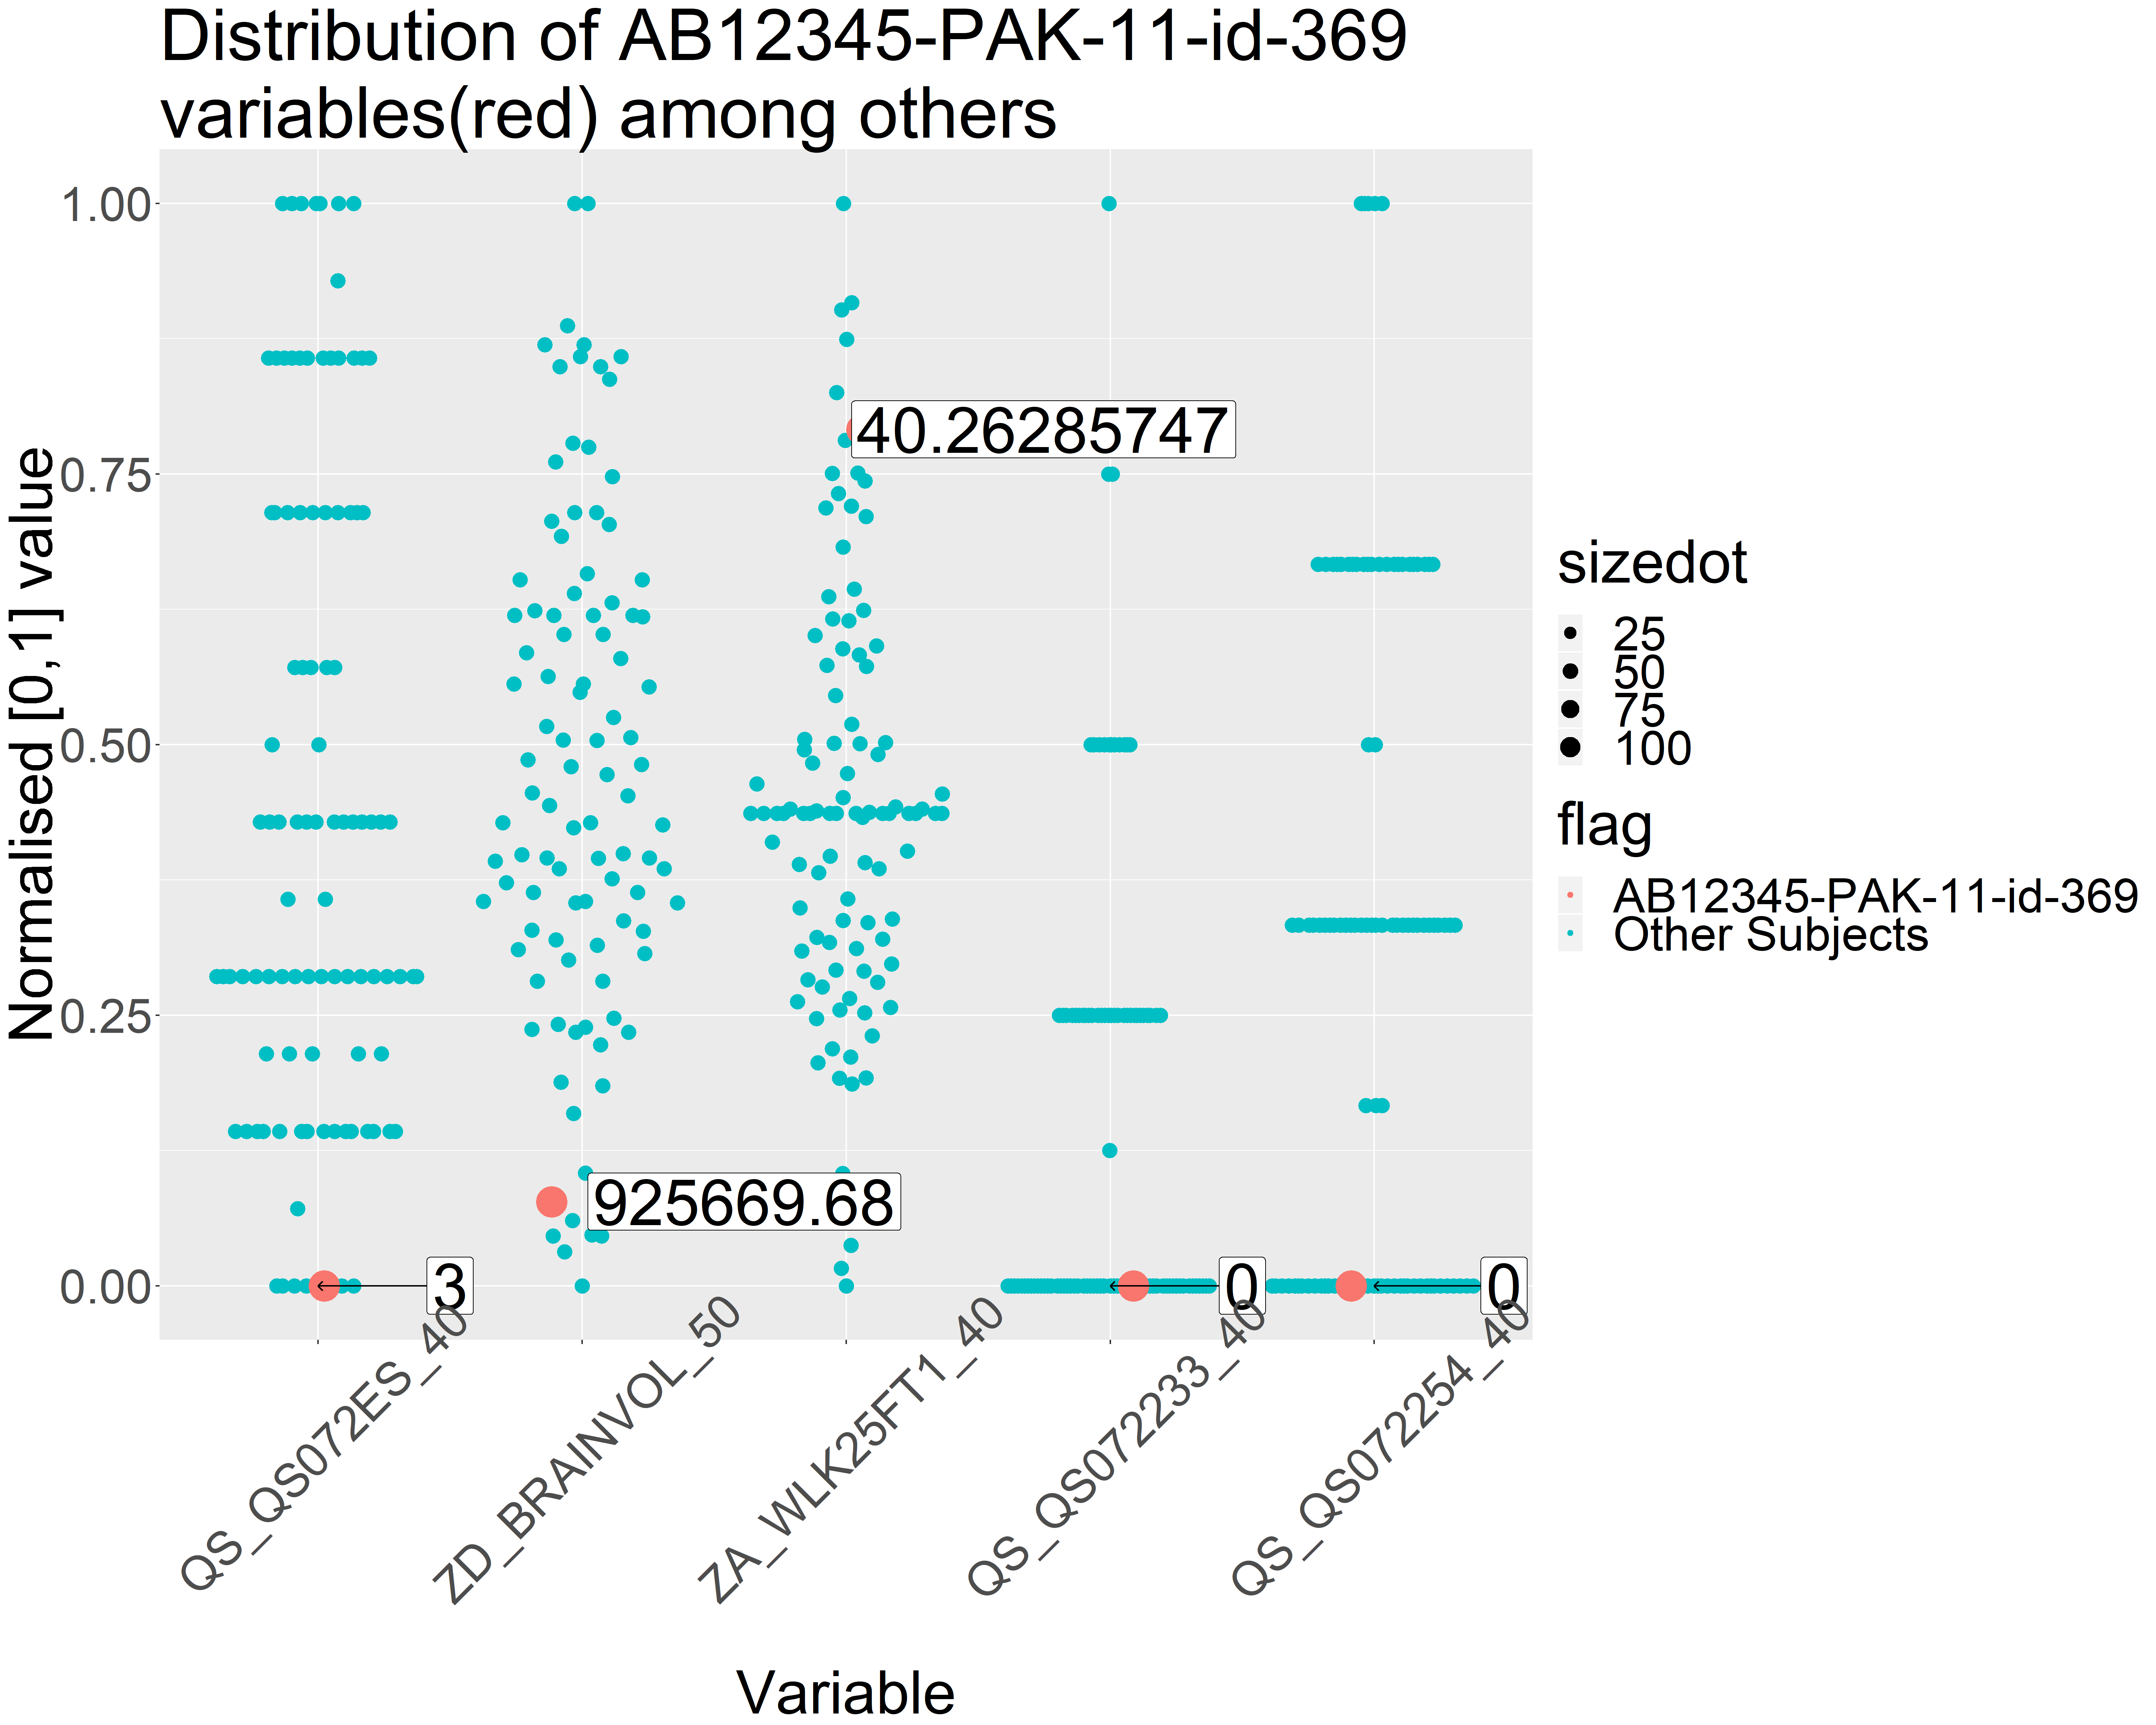 Distribution of AB12345-PAK-11-id-369
variables(red) among others
Normalised [0,1] value
1.00
0.75
0.50
0.25
0.00
40.26285747
925669.68
3
0
0
QS_QS072ES_40
ZD_BRAINVOL_50
ZA_WLK25FT1_40
QS_QS072233_40
QS_QS072254_40
Variable
sizedot
25
50
75
100
flag
AB12345-PAK-11-id-369
Other Subjects